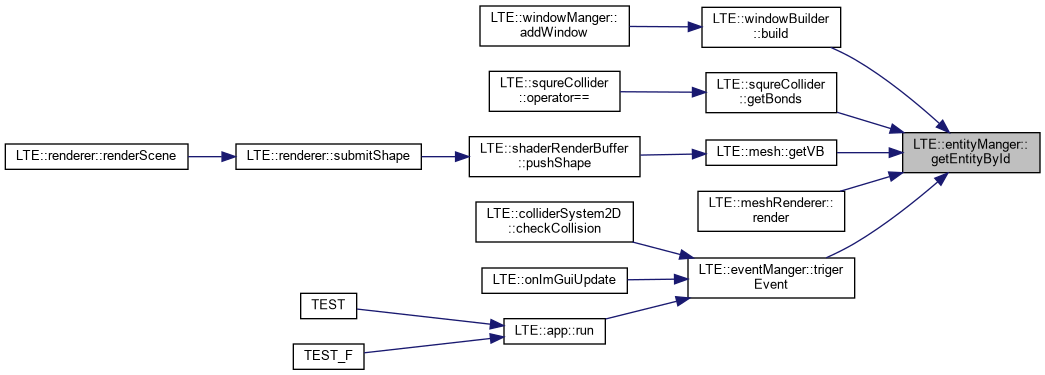 LTE::windowManger::
addWindow
LTE::windowBuilder
::build
LTE::squreCollider
::operator==
LTE::squreCollider
::getBonds
LTE::renderer::renderScene
LTE::renderer::submitShape
LTE::shaderRenderBuffer
::pushShape
LTE::mesh::getVB
LTE::entityManger::
getEntityById
LTE::meshRenderer::
render
LTE::colliderSystem2D
::checkCollision
LTE::onImGuiUpdate
LTE::eventManger::triger
Event
TEST
LTE::app::run
TEST_F